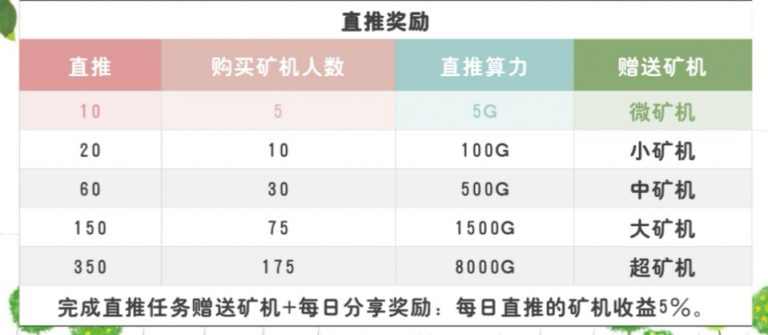 直推奖励
直推 购买矿机人数 直推算力 赠送矿机
10 5 5G 微矿机
20 10 100G 小矿机
60 30 500G 中矿机
150 75 1500G 大矿机
350 175 8000G 超矿机
完成直推任务赠送矿机+每日分享奖励：每日直推的矿机收益5%。